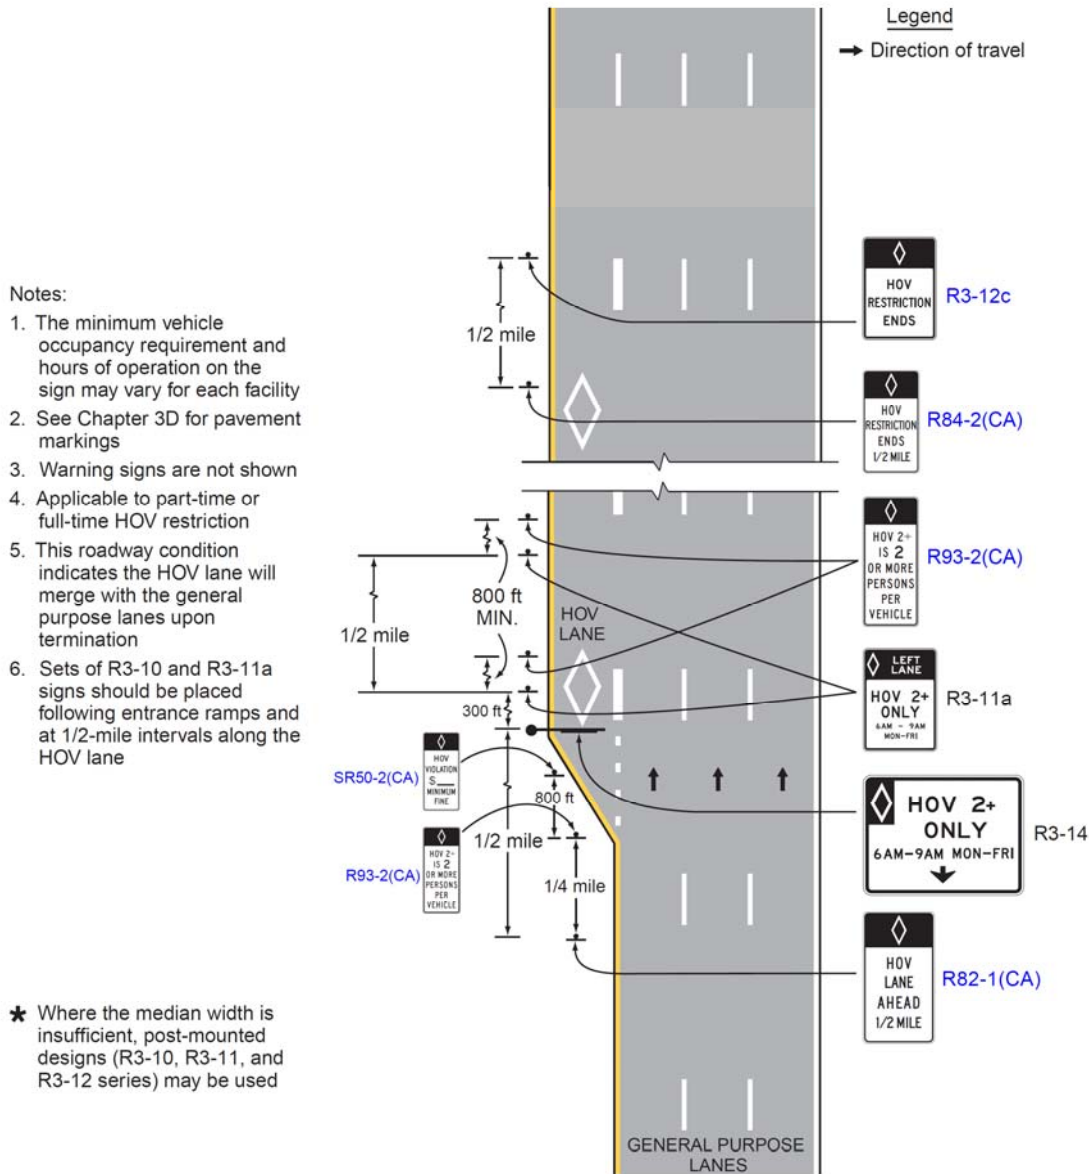 Legend
Direction of travel
Notes:
1. The minimum vehicle
occupancy requirement and
hours of operation on the
sign may vary for each facility
2. See Chapter 3D for pavement
markings
3. Warning signs are not shown
4. Applicable to part-time or
full-time HOV restriction
5. This roadway condition
indicates the HOV lane will
merge with the general
purpose lanes upon
termination
6. Sets of R3-10 and R3-11a
signs should be placed
following entrance ramps and
at 1/2-mile intervals along the
HOV lane
* Where the median width is
insufficient, post-mounted
designs (R3-10, R3-11, and
R3-12 series) may be used
1/2 mile
HOV
RESTRICTION
ENDS
R3-12c
HOV
RESTRICTION
ENDS
1/2 MILE
R84-2(CA)
HOV 2+
IS 2
OR MORE
PERSONS
PER
VEHICLE
R93-2(CA)
800 ft
MIN.
1/2 mile
HOV
LANE
LEFT
LANE
HOV 2+
ONLY
6AM - 9AM
MON-FRI
R3-11a
300 ft
SR50-2(CA)
HOV
VIOLATION
$___
MINIMUM
FINE
800 ft
1/2 mile
HOV 2+
ONLY
6AM-9AM MON-FRI
R3-14
R93-2(CA)
HOV 2-
IS 2
OR MORE
PERSONS
PER
VEHICLE
1/4 mile
HOV
LANE
AHEAD
1/2 MILE
R82-1(CA)
GENERAL PURPOSE
LANES